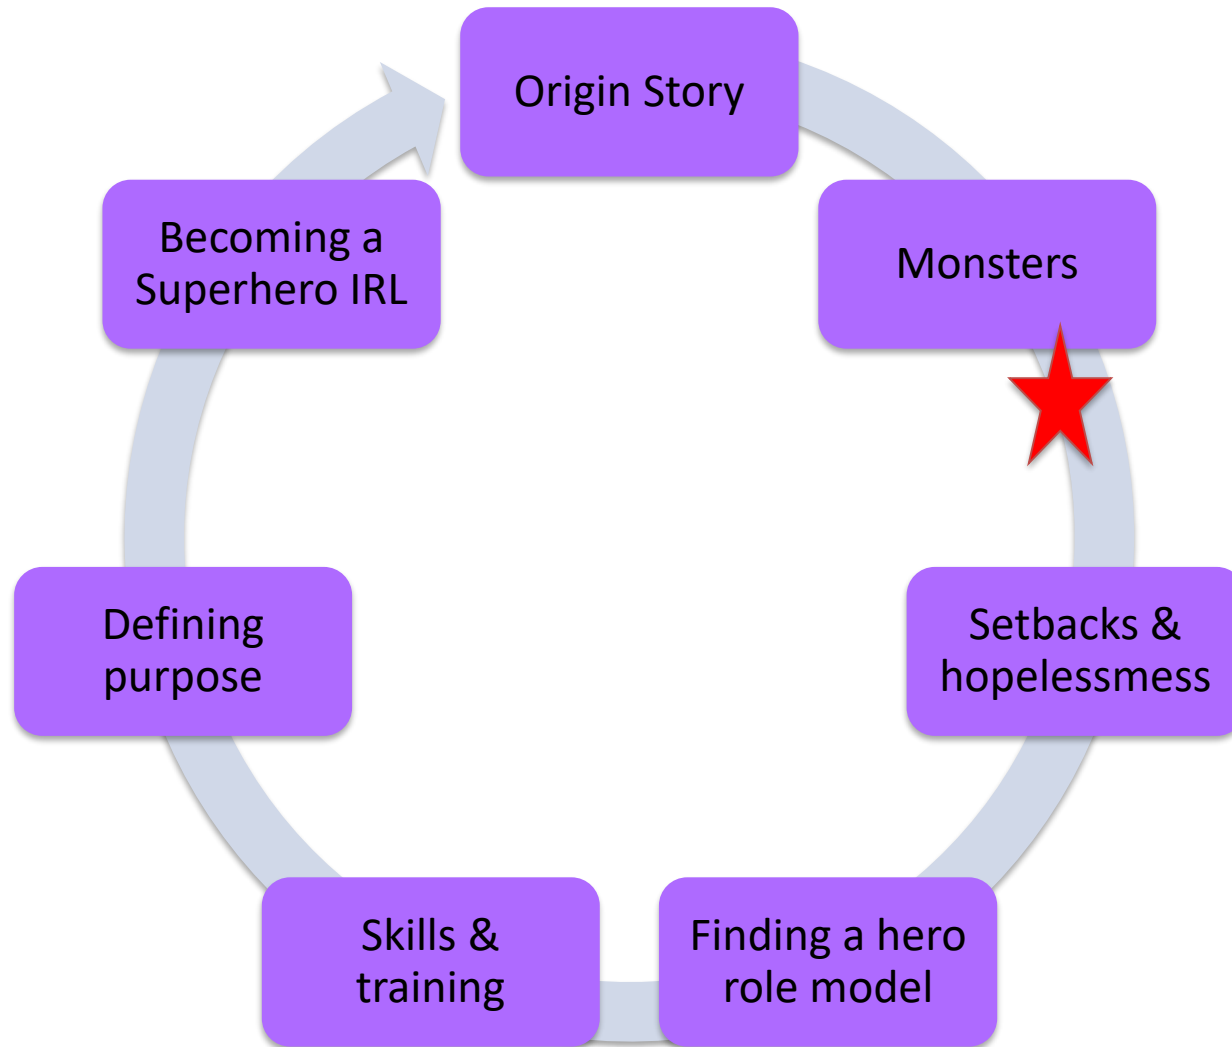 Origin Story
Monsters
Setbacks &
hopelessmess
Finding a hero
role model
Skills &
training
Defining
purpose
Becoming a
Superhero IRL